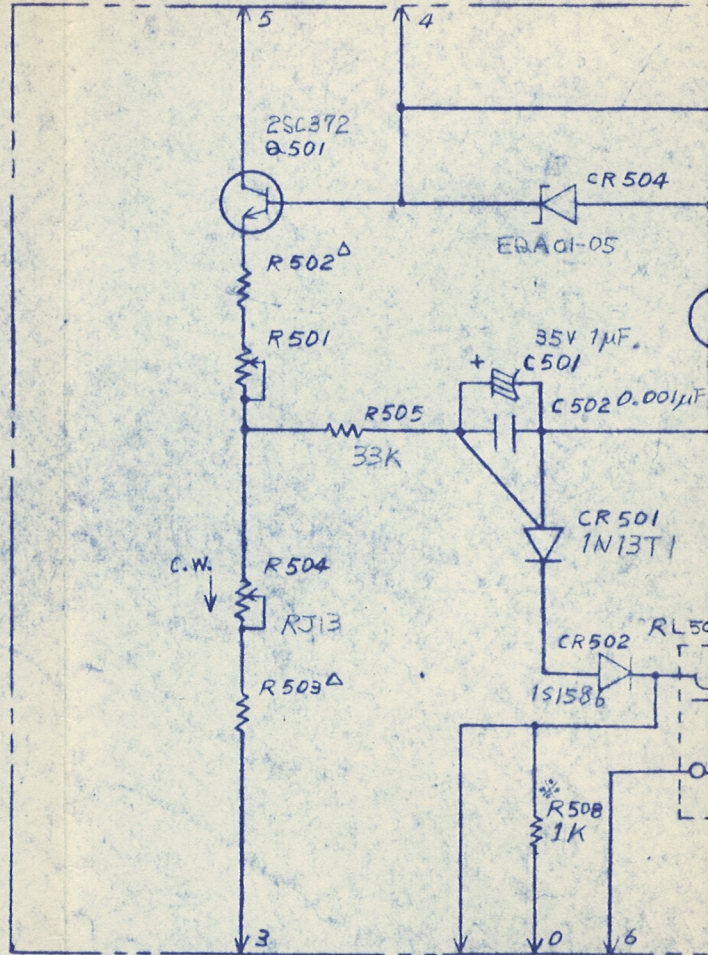 5
4
2SC372
Q501
CR504
EQA01-05
R502△
R501
35V 1μF
+
C501
C502 0.001μF
R505
33K
CR501
1N13T1
C.W.
R504
RJ13
CR502
RL50
1S1586
R503△
※
R508
1K
3
0
6